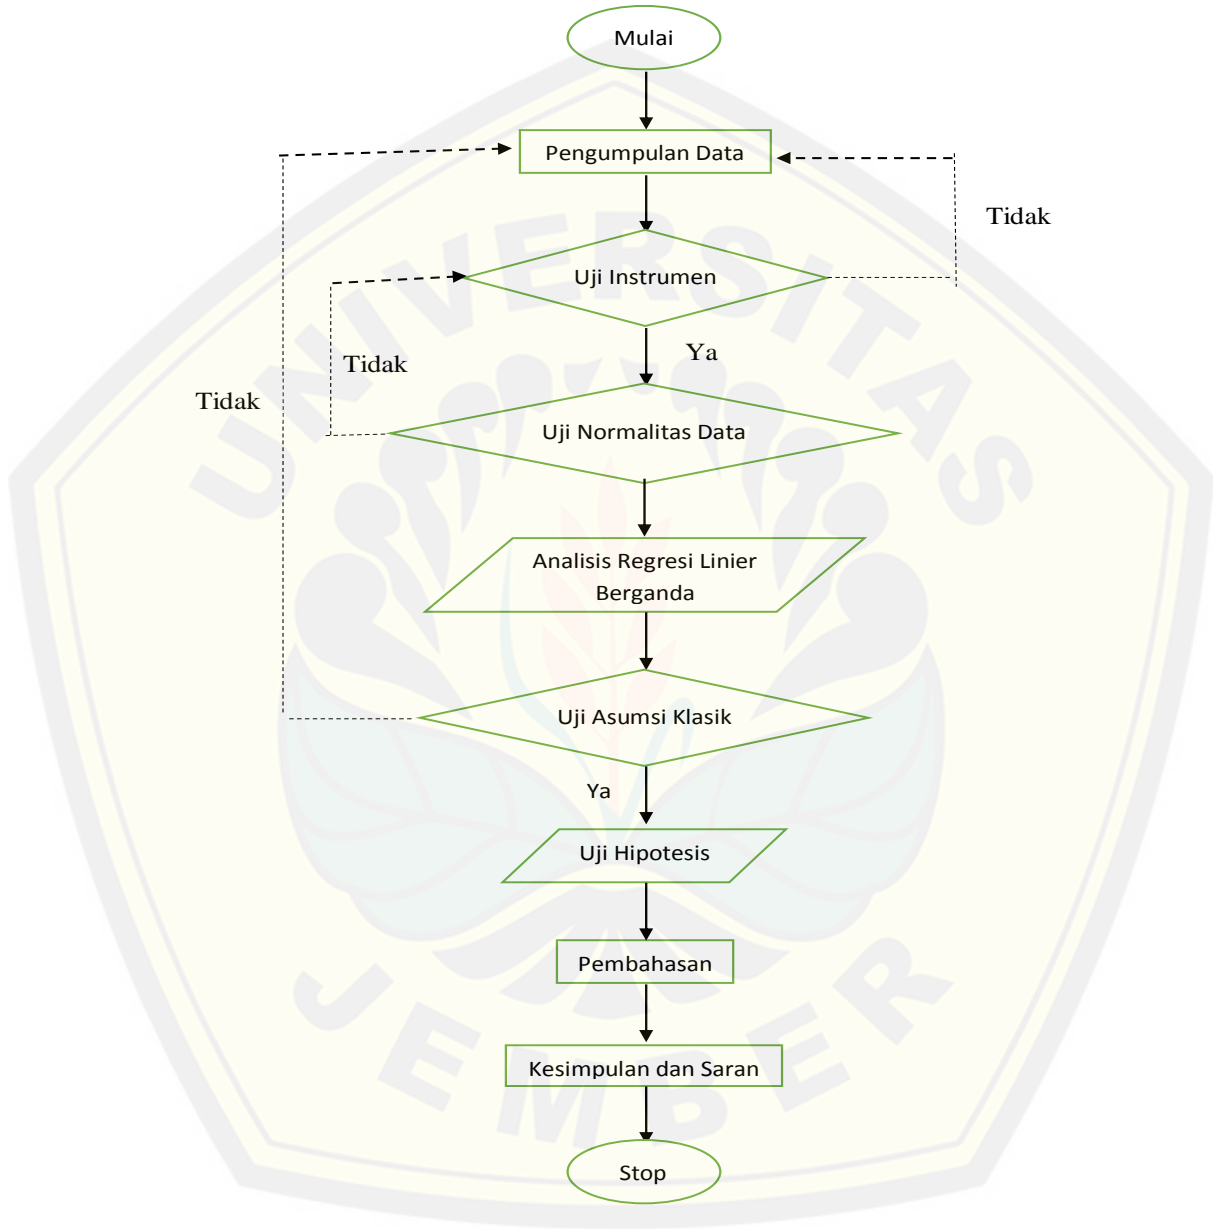 Mulai
Pengumpulan Data
Tidak
Uji Instrumen
Ya
Tidak
Tidak
Uji Normalitas Data
Analisis Regresi Linier
Berganda
Uji Asumsi Klasik
Ya
Uji Hipotesis
Pembahasan
Kesimpulan dan Saran
Stop
UNIVERSITAS
JEMBER